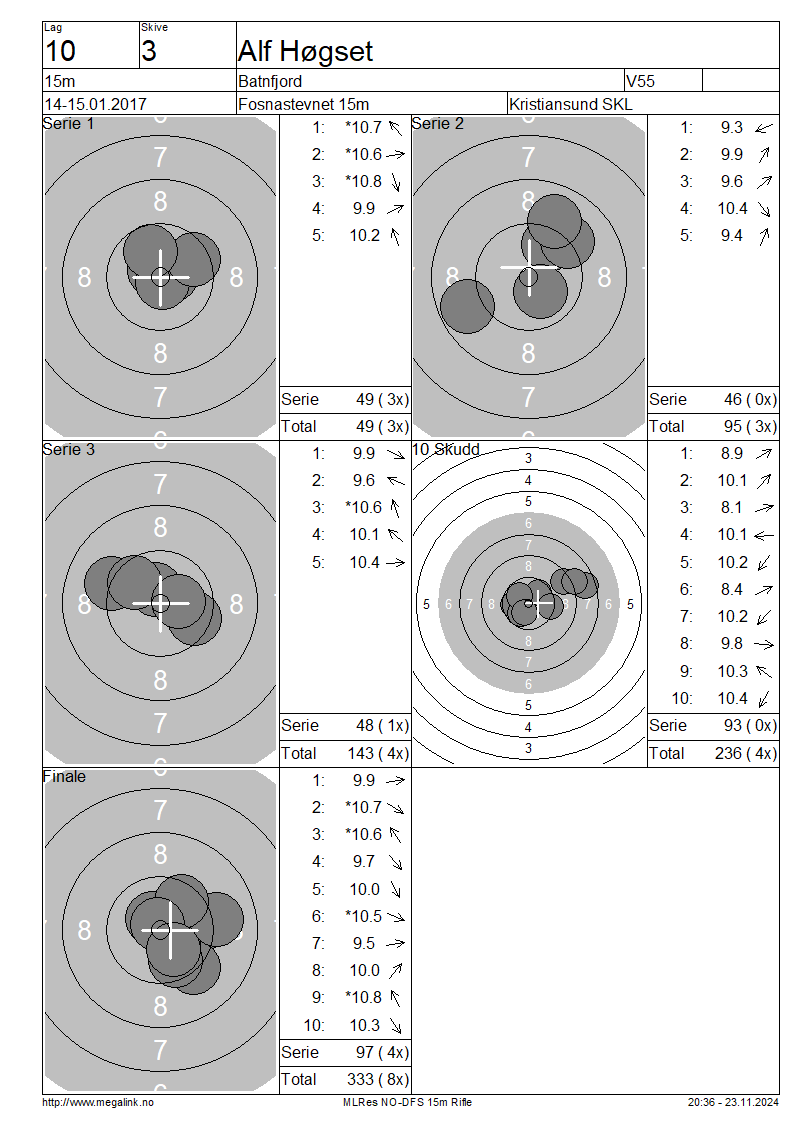 Lag
Skive
10
3
Alf Høgset
15m
Batnfjord
V55
14-15.01.2017
Fosnastevnet 15m
Kristiansund SKL
Serie 1
7
8
8 8
8
7
1: *10.7
2: *10.6
3: *10.8
4: 9.9
5: 10.2
Serie 49 ( 3x)
Total 49 ( 3x)
Serie 2
7
8
8 8
8
7
1: 9.3
2: 9.9
3: 9.6
4: 10.4
5: 9.4
Serie 46 ( 0x)
Total 95 ( 3x)
Serie 3
7
8
8 8
8
7
1: 9.9
2: 9.6
3: *10.6
4: 10.1
5: 10.4
Serie 48 ( 1x)
Total 143 ( 4x)
10 Skudd
3
4
5
6
7
8
5 6 7 8 8 7 6 5
8
7
6
5
4
3
1: 8.9
2: 10.1
3: 8.1
4: 10.1
5: 10.2
6: 8.4
7: 10.2
8: 9.8
9: 10.3
10: 10.4
Serie 93 ( 0x)
Total 236 ( 4x)
Finale
7
8
8
8
7
1: 9.9
2: *10.7
3: *10.6
4: 9.7
5: 10.0
6: *10.5
7: 9.5
8: 10.0
9: *10.8
10: 10.3
Serie 97 ( 4x)
Total 333 ( 8x)
http://www.megalink.no
MLRes NO-DFS 15m Rifle
20:36 - 23.11.2024